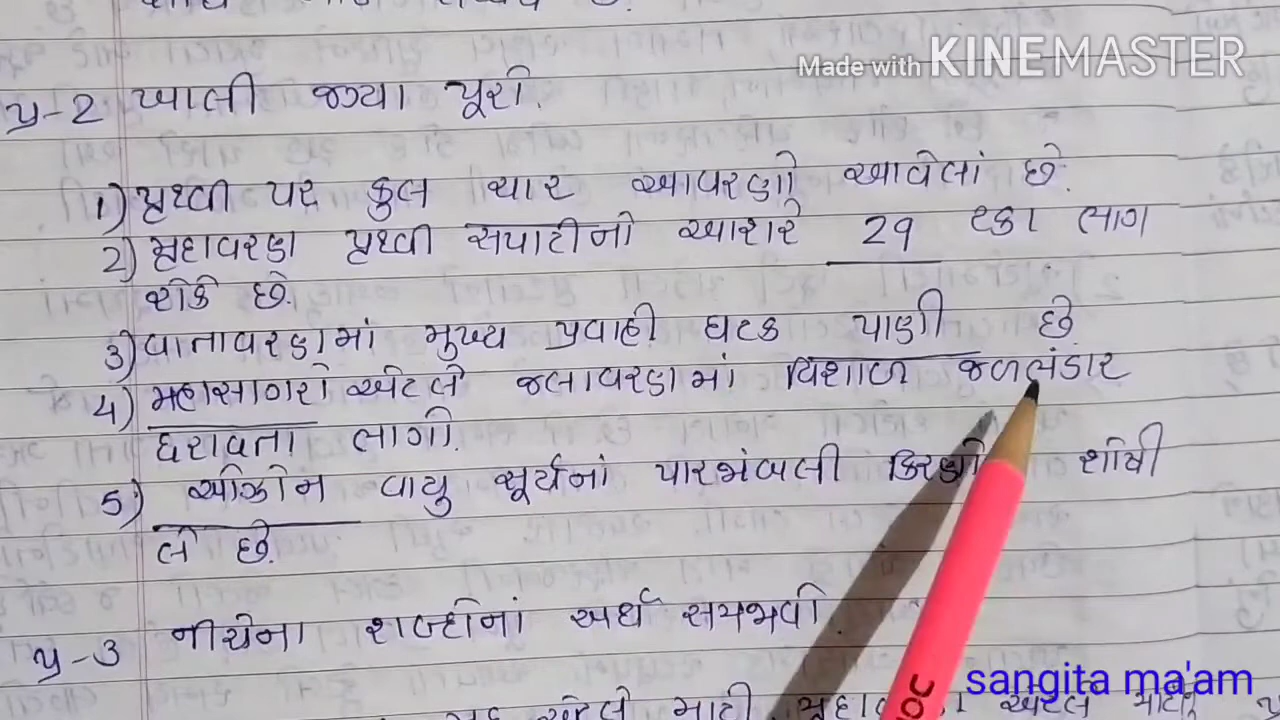 Made with KINEMASTER
પ્ર-2 ખાલી જગ્યા પૂરો.
1) પૃથ્વી પર કુલ ચાર આવરણો આવેલાં છે.
2) મૃદાવરણ પૃથ્વી સપાટીનો આશરે 29 ટકા ભાગ
રોકે છે.
3) વાતાવરણમાં મુખ્ય પ્રવાહી ઘટક પાણી છે
4) મહાસાગરો એટલે જલાવરણમાં વિશાળ જળભંડાર
ધરાવતા ભાગો.
5) ઓઝોન વાયુ સૂર્યનાં પારજંબલી કિરણો શોષી
લે છે.
પ્ર-3 નીચેના શબ્દોનાં અર્થ સમજાવો.
એટલે માટી
એટલે
sangita ma'am